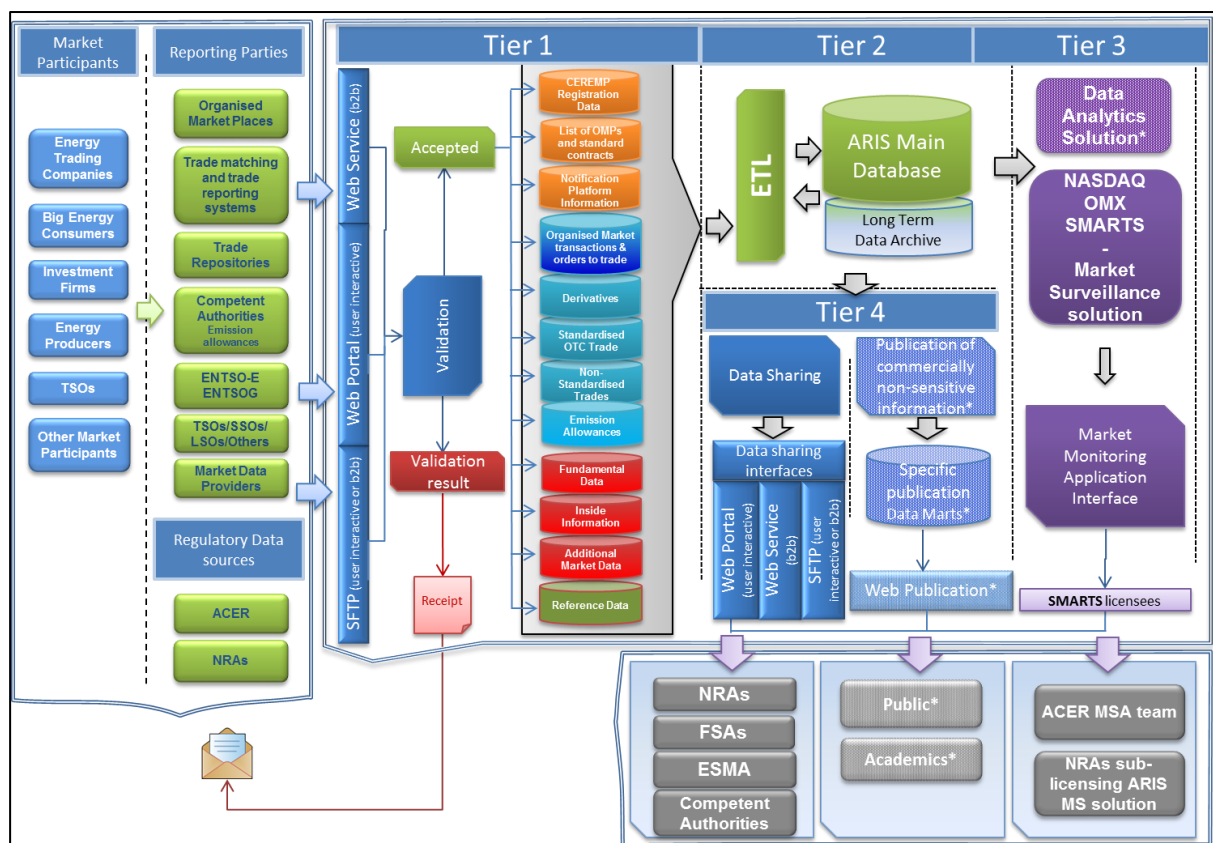 Market
Participants
Energy
Trading
Companies
Big Energy
Consumers
Investment
Firms
Energy
Producers
TSOs
Other Market
Participants
Reporting Parties
Organised
Market Places
Trade matching
and trade
reporting
systems
Trade
Repositories
Competent
Authorities
Emission
allowances
ENTSO-E
ENTSOG
TSOs/SSOs/
LSOs/Others
Market Data
Providers
Regulatory Data
sources
ACER
NRAs
Tier 1
Web Service (b2b)
Web Portal (user interactive)
SFTP (user interactive or b2b)
Accepted
Validation
Validation
result
Receipt
CEREMP
Registration
Data
List of OMPs
and standard
contracts
Notification
Platform
Information
Organised Market
transactions &
orders to trade
Derivatives
Standardised
OTC Trade
Non-
Standardised
Trades
Emission
Allowances
Fundamental
Data
Inside
Information
Additional
Market Data
Reference Data
Tier 2
ETL
ARIS Main
Database
Long Term
Data Archive
Tier 4
Data Sharing
Data sharing
interfaces
Web Portal
(user interactive)
Web Service
(b2b)
SFTP (user
interactive or b2b)
Publication of
commercially
non-sensitive
information*
Specific
publication
Data Marts*
Web Publication*
Tier 3
Data
Analytics
Solution*
NASDAQ
OMX
SMARTS
-
Market
Surveillance
solution
Market
Monitoring
Application
Interface
SMARTS licensees
NRAs
FSAs
ESMA
Competent
Authorities
Public*
Academics*
ACER MSA team
NRAs sub-
licensing ARIS
MS solution